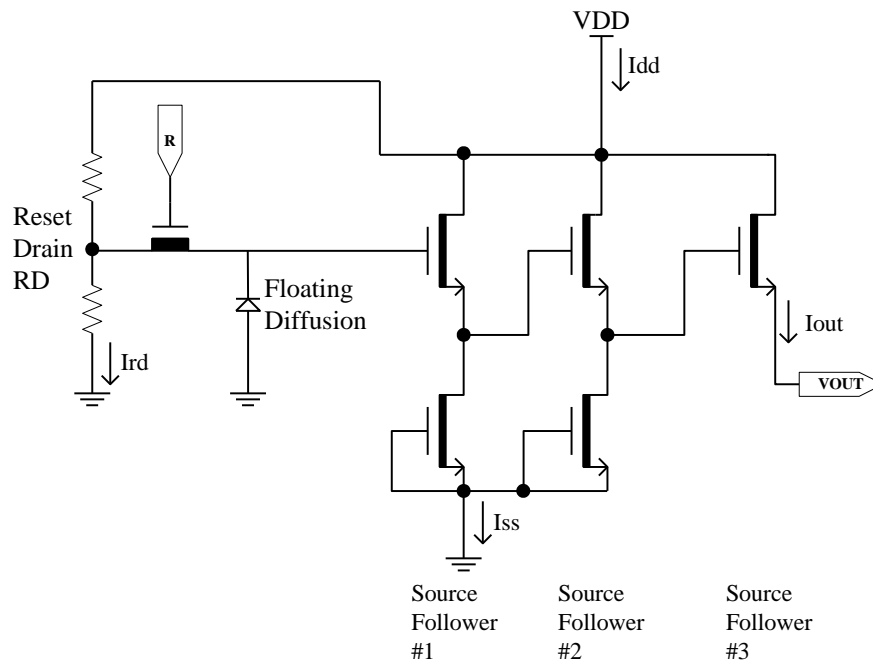 VDD
Idd
R
Reset
Drain
RD
Floating
Diffusion
Ird
Iout
VOUT
Iss
Source
Follower
#1
Source
Follower
#2
Source
Follower
#3